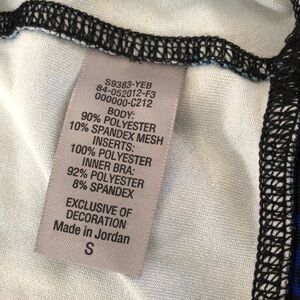 S9383-YEB
84-052012-F3
000000-C212
BODY:
90% POLYESTER
10% SPANDEX MESH
INSERTS:
100% POLYESTER
INNER BRA:
92% POLYESTER
8% SPANDEX
EXCLUSIVE OF
DECORATION
Made in Jordan
S